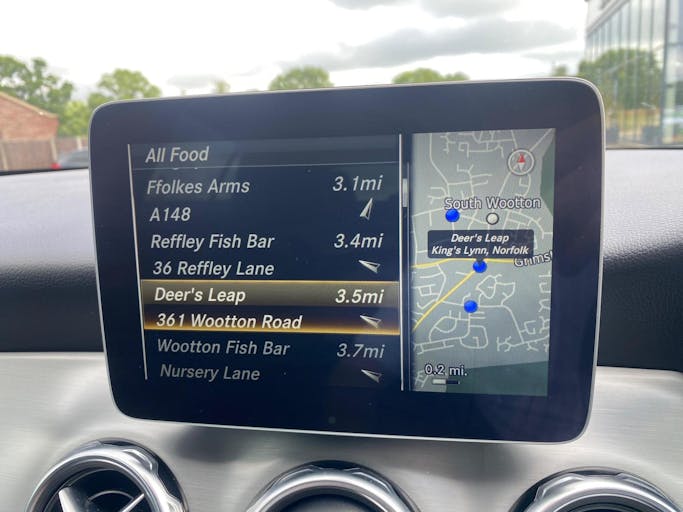 All Food
Ffolkes Arms 3.1mi
A148
Reffley Fish Bar 3.4mi
36 Reffley Lane
Deer's Leap 3.5mi
361 Wootton Road
Wootton Fish Bar 3.7mi
Nursery Lane
South Wootton
Deer's Leap
King's Lynn, Norfolk
Grims
0.2 mi.